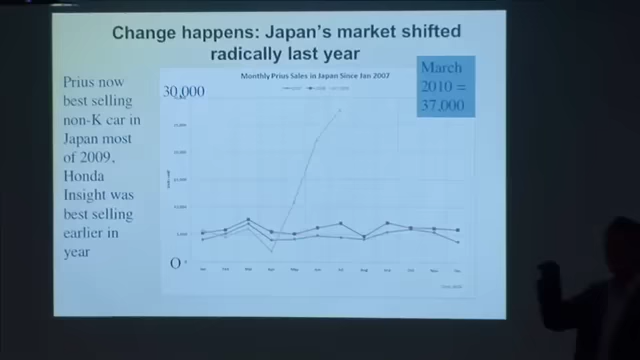 Change happens: Japan's market shifted
radically last year
Prius now
best selling
non-K car in
Japan most
of 2009,
Honda
Insight was
best selling
earlier in
year
Monthly Prius Sales in Japan Since Jan 2007
March
2010 =
37,000
30,000
O